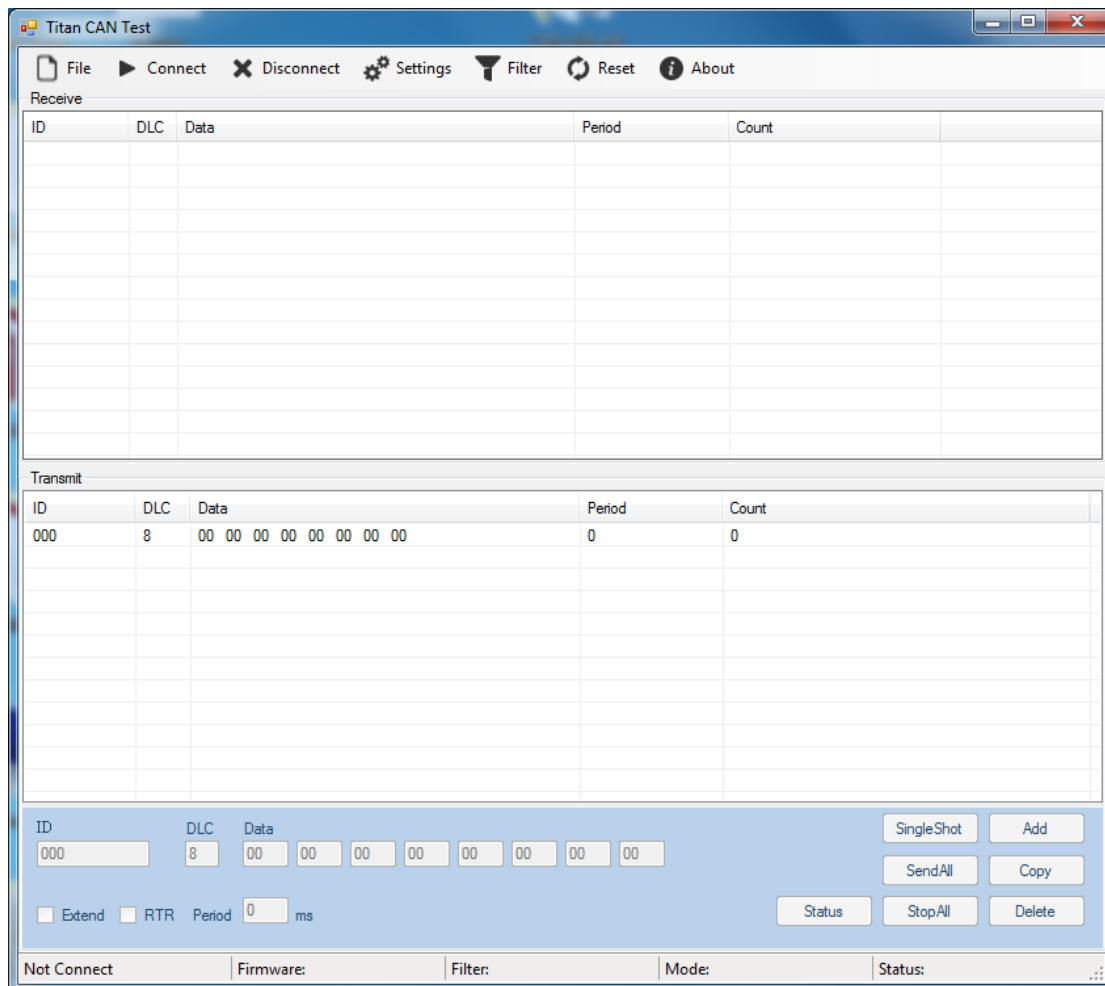 Titan CAN Test
File Connect Disconnect Settings Filter Reset About
Receive
ID DLC Data Period Count
Transmit
ID DLC Data Period Count
000 8 00 00 00 00 00 00 00 00 0 0
ID DLC Data SingleShot Add
000 8 00 00 00 00 00 00 00 00
SendAll Copy
Extend RTR Period 0 ms Status StopAll Delete
Not Connect Firmware: Filter: Mode: Status: